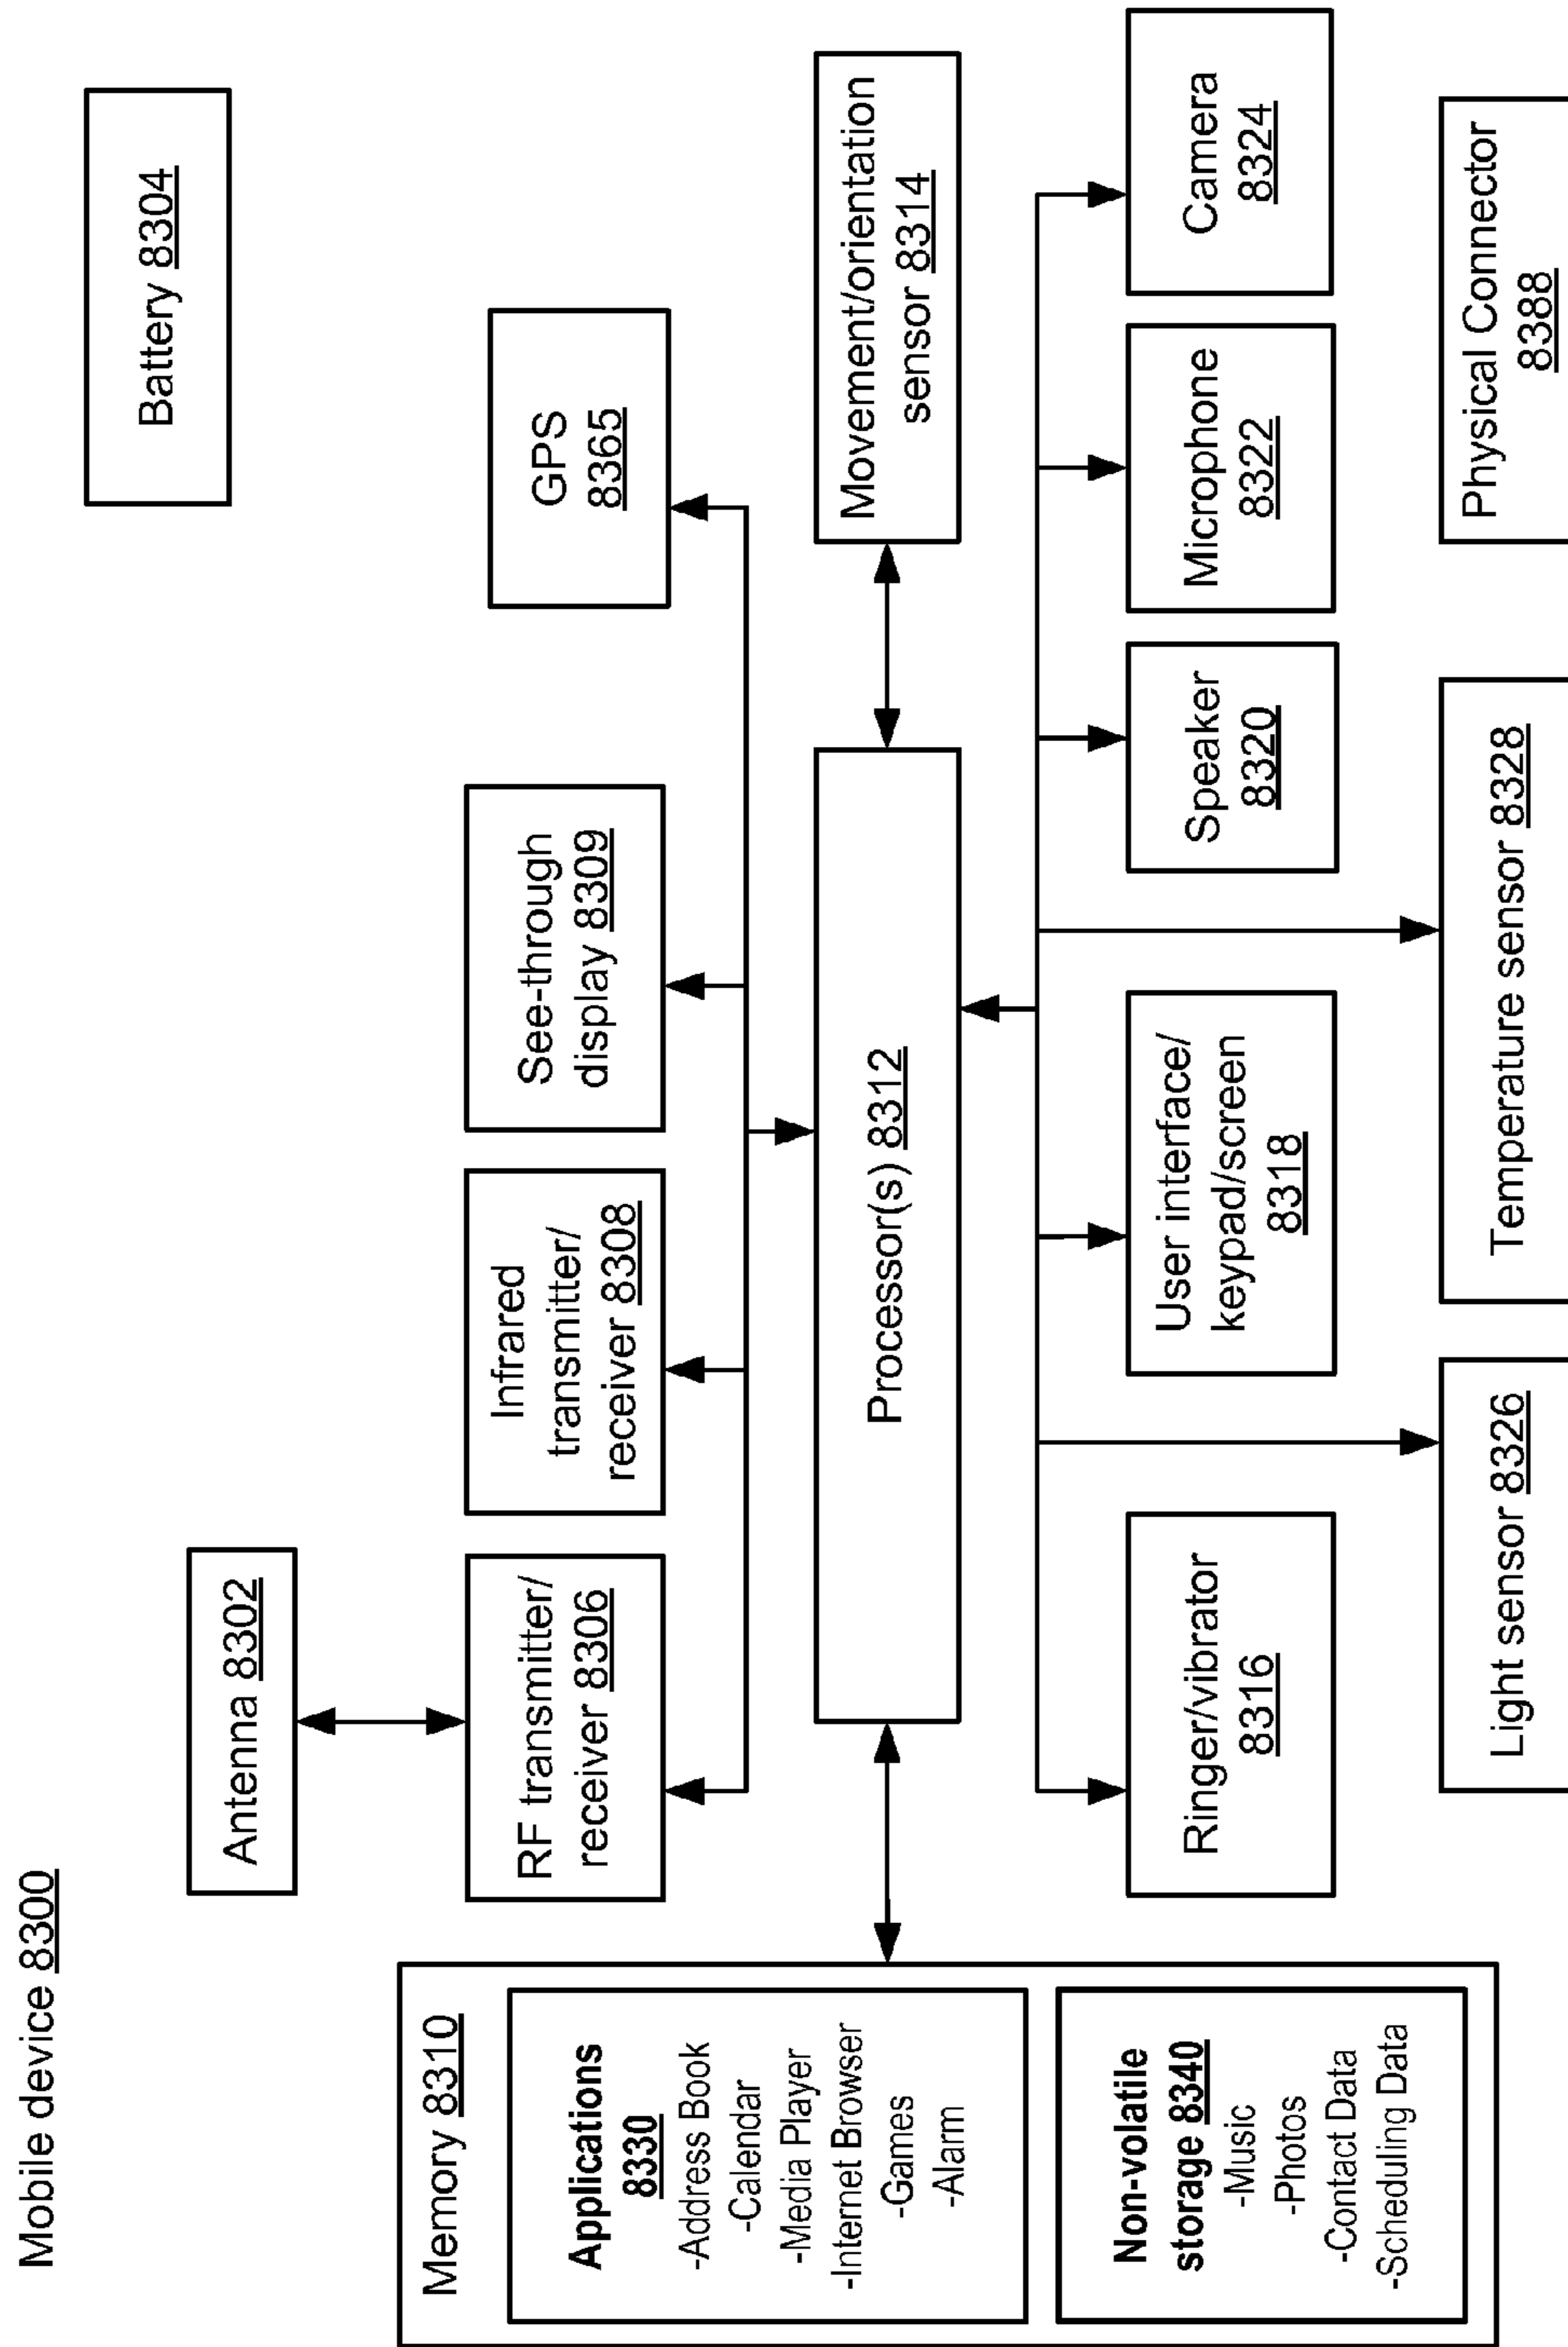 Mobile device 8300
Antenna 8302
Battery 8304
Memory 8310
Applications
8330
-Address Book
-Calendar
-Media Player
-Internet Browser
-Games
-Alarm
Non-volatile
storage 8340
-Music
-Photos
-Contact Data
-Scheduling Data
RF transmitter/
receiver 8306
Infrared
transmitter/
receiver 8308
See-through
display 8309
GPS
8365
Processor(s) 8312
Movement/orientation
sensor 8314
Ringer/vibrator
8316
User interface/
keypad/screen
8318
Speaker
8320
Microphone
8322
Camera
8324
Light sensor 8326
Temperature sensor 8328
Physical Connector
8388